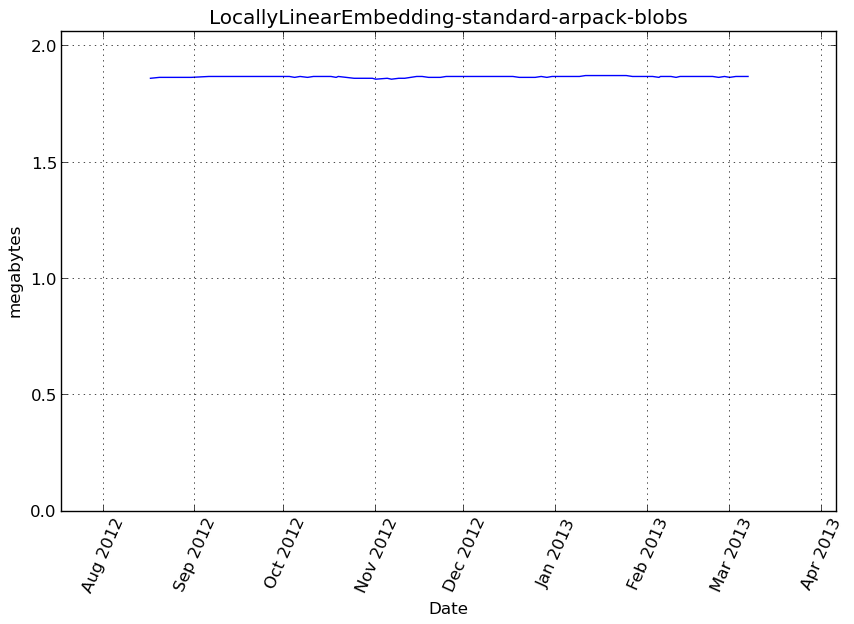 LocallyLinearEmbedding-standard-arpack-blobs
2.0
1.5
1.0
0.5
0.0
megabytes
Aug 2012
Sep 2012
Oct 2012
Nov 2012
Dec 2012
Jan 2013
Feb 2013
Mar 2013
Apr 2013
Date